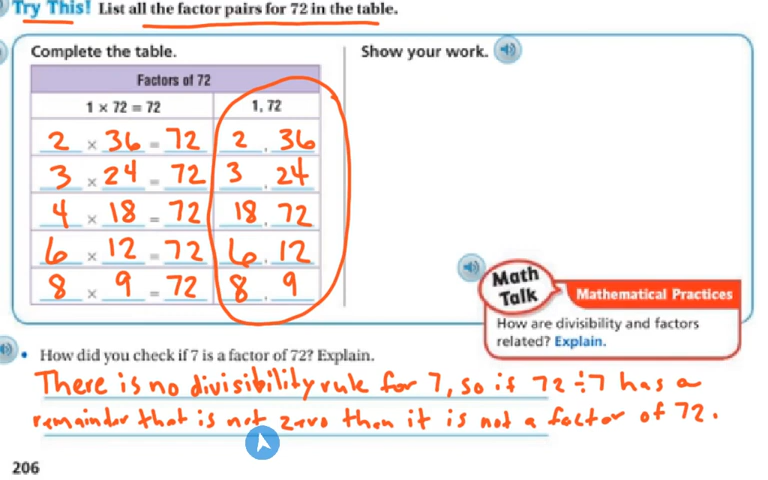 Try This! List all the factor pairs for 72 in the table.
Complete the table.
Show your work.
Factors of 72
1 × 72 = 72 1, 72
2 × 36 = 72 2, 36
3 × 24 = 72 3, 24
4 × 18 = 72 18, 72
6 × 12 = 72 6, 12
8 × 9 = 72 8, 9
Math
Talk
Mathematical Practices
How are divisibility and factors
related? Explain.
• How did you check if 7 is a factor of 72? Explain.
There is no divisibility rule for 7, so if 72 ÷ 7 has a
remainder that is not zero then it is not a factor of 72.
206